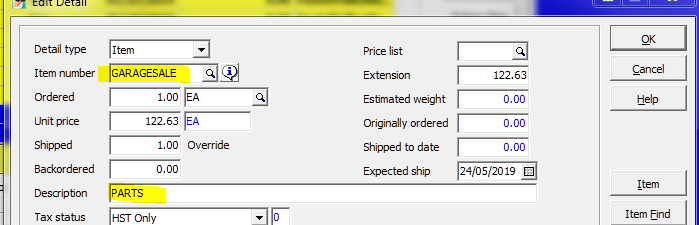 Edit Detail
Detail type Item Price list OK
Item number GARAGESALE Extension 122.63 Cancel
Ordered 1.00 EA Estimated weight 0.00 Help
Unit price 122.63 EA Originally ordered 0.00
Shipped 1.00 Override Shipped to date 0.00
Backordered 0.00 Expected ship 24/05/2019
Item
Description PARTS
Tax status HST Only 0 Item Find